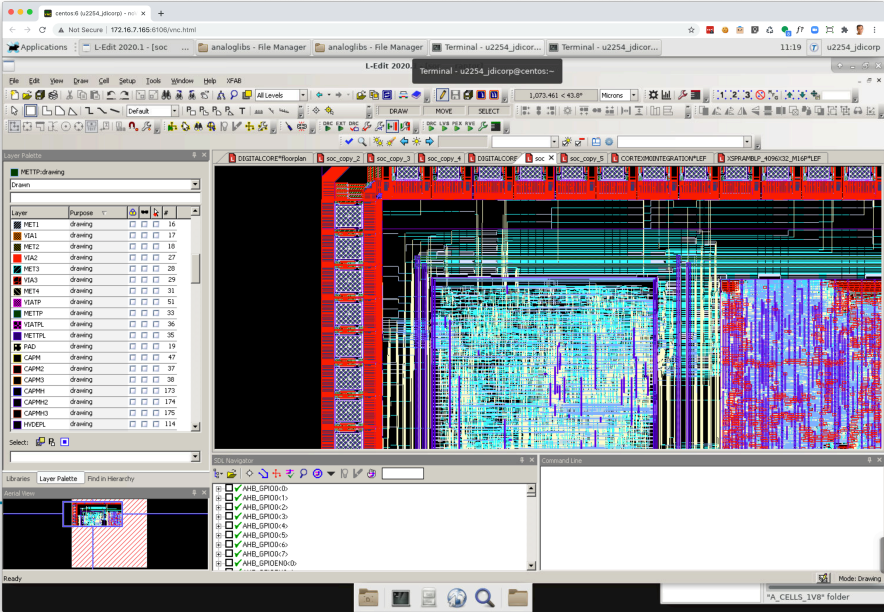 centos:6 (u2254_jdicorp) - no
Not Secure | 172.16.7.165:6106/vnc.html
Applications
L-Edit 2020.1 - [soc ...
analoglibs - File Manager
analoglibs - File Manager
Terminal - u2254_jdicor...
Terminal - u2254_jdicor...
11:19
u2254_jdicorp
L-Edit 2020.
Terminal - u2254_jdicorp@centos:~
File Edit View Draw Cell Setup Tools Window Help XFAB
All Levels
1,073.461 < 43.8°
Microns
Default
DRAW
MOVE
SELECT
DRC EXT DRC
DRC LVS PEX RVE
Layer Palette
DIGITALCORE*floorplan
soc_copy_2
soc_copy_3
soc_copy_4
DIGITALCORE
soc
soc_copy_5
CORTEXM0INTEGRATION*LEF
XSPRAMBLP_4096X32_M16P*LEF
METTP:drawing
Drawn
Layer Purpose #
MET1 drawing 16
VIA1 drawing 17
MET2 drawing 18
VIA2 drawing 27
MET3 drawing 28
VIA3 drawing 29
MET4 drawing 31
VIATP drawing 51
METTP drawing 33
VIATPL drawing 36
METTPL drawing 35
PAD drawing 19
CAPM drawing 47
CAPM2 drawing 37
CAPM3 drawing 38
CAPMH drawing 173
CAPMH2 drawing 174
CAPMH3 drawing 175
HVDEPL drawing 114
Select:
Libraries
Layer Palette
Find in Hierarchy
Aerial View
SDL Navigator
Command Line
AHB_GPIO0<0>
AHB_GPIO0<1>
AHB_GPIO0<2>
AHB_GPIO0<3>
AHB_GPIO0<4>
AHB_GPIO0<5>
AHB_GPIO0<6>
AHB_GPIO0<7>
AHB_GPIOEN0<0>
Ready
Mode: Drawing
"A_CELLS_1V8" folder